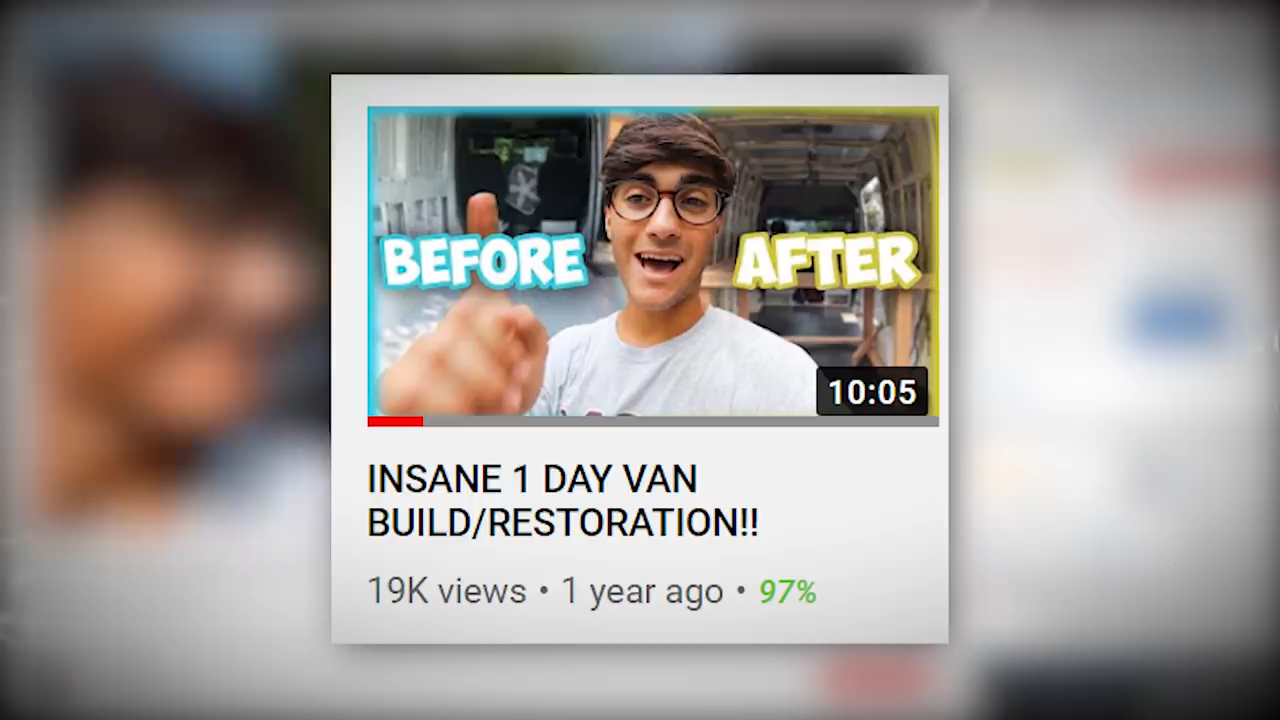 BEFORE
AFTER
10:05
INSANE 1 DAY VAN
BUILD/RESTORATION!!
19K views • 1 year ago • 97%